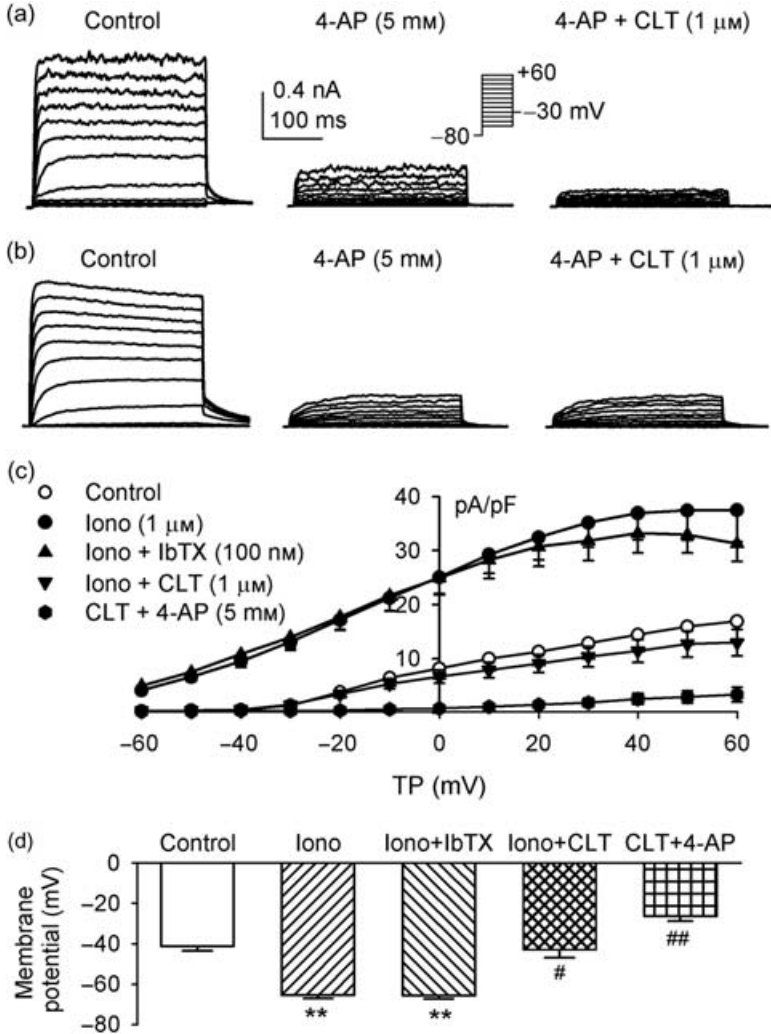 (a)
Control 4-AP (5 mM) 4-AP + CLT (1 μM)
+60
0.4 nA
100 ms
−30 mV
−80
(b)
Control 4-AP (5 mM) 4-AP + CLT (1 μM)
(c)
Control
Iono (1 μM)
Iono + IbTX (100 nM)
Iono + CLT (1 μM)
CLT + 4-AP (5 mM)
40 pA/pF
30
20
10
−60 −40 −20 0 20 40 60
TP (mV)
(d)
Control Iono Iono+IbTX Iono+CLT CLT+4-AP
Membrane potential (mV)
0
−20
−40
−60
−80
** ** # ##